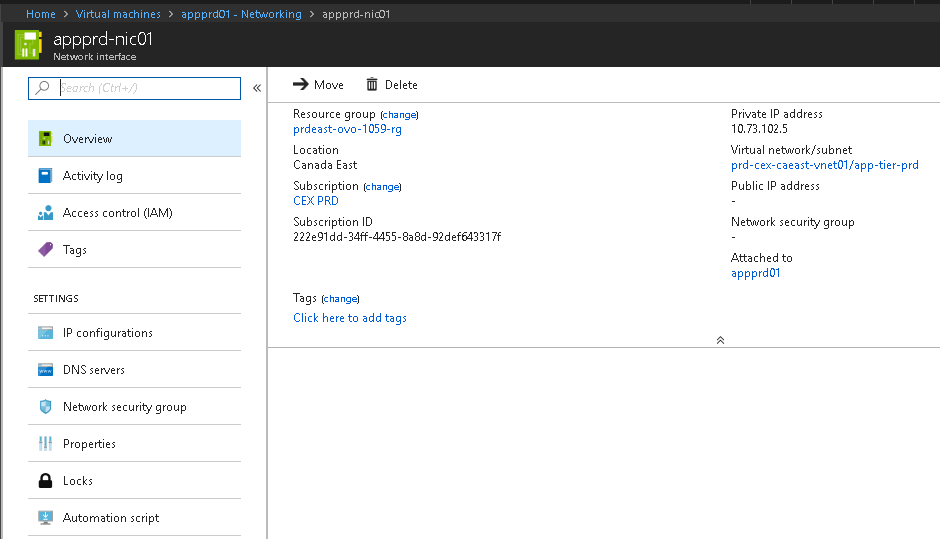 Home > Virtual machines > appprd01 - Networking > appprd-nic01
appprd-nic01
Network interface
Search (Ctrl+/)
«
Overview
Activity log
Access control (IAM)
Tags
SETTINGS
IP configurations
DNS servers
Network security group
Properties
Locks
Automation script
Move
Delete
Resource group (change)
prdeast-ovo-1059-rg
Location
Canada East
Subscription (change)
CEX PRD
Subscription ID
222e91dd-34ff-4455-8a8d-92def643317f
Tags (change)
Click here to add tags
Private IP address
10.73.102.5
Virtual network/subnet
prd-cex-caeast-vnet01/app-tier-prd
Public IP address
-
Network security group
-
Attached to
appprd01